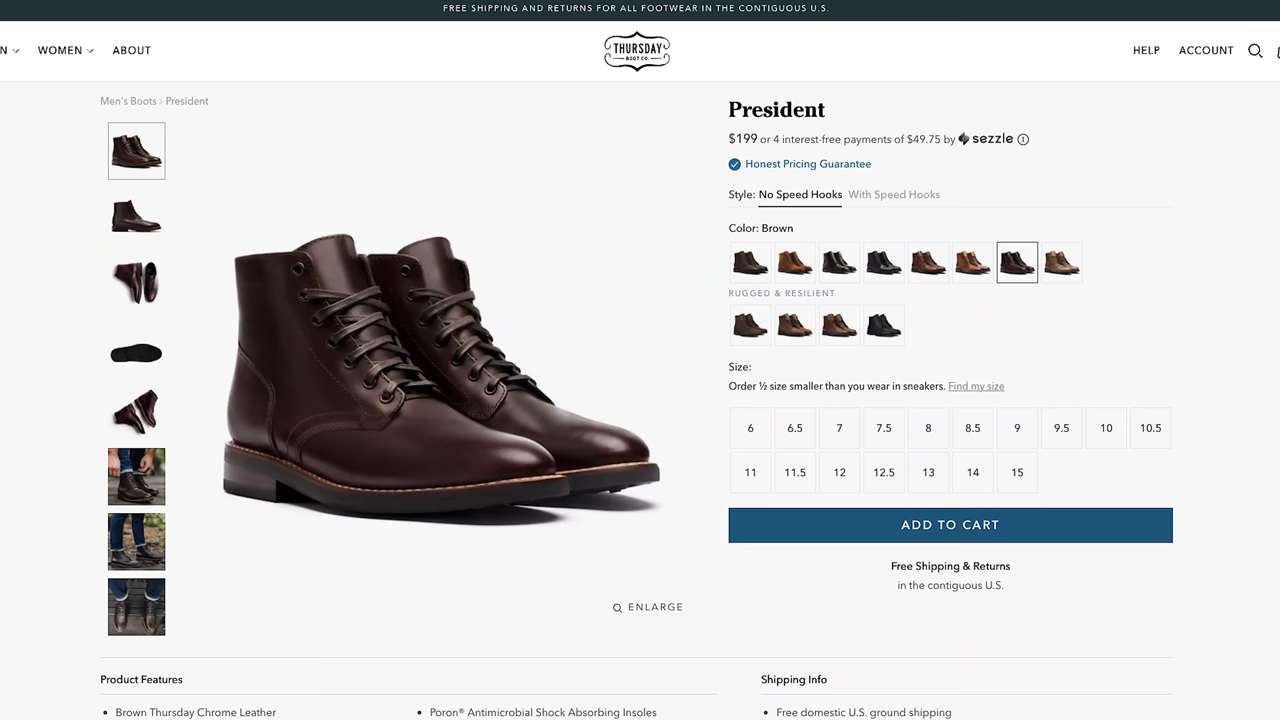 FREE SHIPPING AND RETURNS FOR ALL FOOTWEAR IN THE CONTIGUOUS U.S.
N
WOMEN
ABOUT
THURSDAY
BOOT CO.
HELP
ACCOUNT
Men's Boots › President
President
$199 or 4 interest-free payments of $49.75 by sezzle
Honest Pricing Guarantee
Style: No Speed Hooks With Speed Hooks
Color: Brown
RUGGED & RESILIENT
Size:
Order ½ size smaller than you wear in sneakers. Find my size
6 6.5 7 7.5 8 8.5 9 9.5 10 10.5
11 11.5 12 12.5 13 14 15
ADD TO CART
Free Shipping & Returns
in the contiguous U.S.
ENLARGE
Product Features
Shipping Info
• Brown Thursday Chrome Leather
• Poron® Antimicrobial Shock Absorbing Insoles
• Free domestic U.S. ground shipping